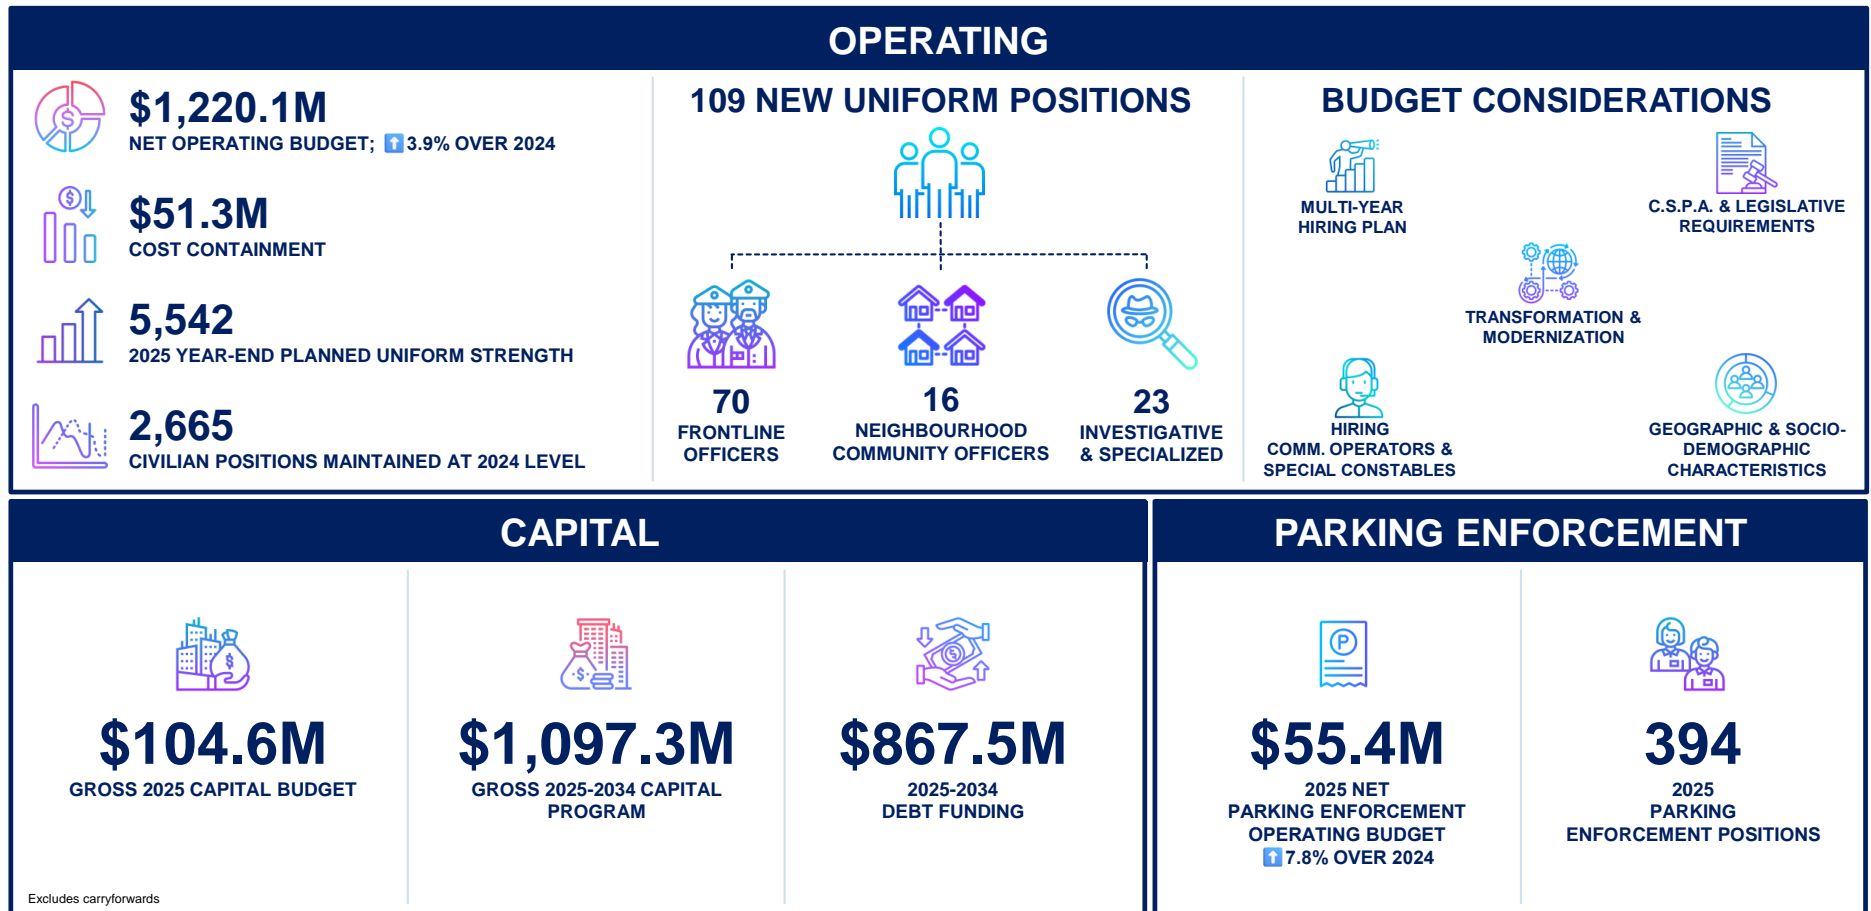 OPERATING
$1,220.1M
NET OPERATING BUDGET; ⬆3.9% OVER 2024
$51.3M
COST CONTAINMENT
5,542
2025 YEAR-END PLANNED UNIFORM STRENGTH
2,665
CIVILIAN POSITIONS MAINTAINED AT 2024 LEVEL
109 NEW UNIFORM POSITIONS
70
FRONTLINE
OFFICERS
16
NEIGHBOURHOOD
COMMUNITY OFFICERS
23
INVESTIGATIVE
& SPECIALIZED
BUDGET CONSIDERATIONS
MULTI-YEAR
HIRING PLAN
C.S.P.A. & LEGISLATIVE
REQUIREMENTS
TRANSFORMATION &
MODERNIZATION
HIRING
COMM. OPERATORS &
SPECIAL CONSTABLES
GEOGRAPHIC & SOCIO-
DEMOGRAPHIC
CHARACTERISTICS
CAPITAL
$104.6M
GROSS 2025 CAPITAL BUDGET
$1,097.3M
GROSS 2025-2034 CAPITAL
PROGRAM
$867.5M
2025-2034
DEBT FUNDING
Excludes carryforwards
PARKING ENFORCEMENT
P
$55.4M
2025 NET
PARKING ENFORCEMENT
OPERATING BUDGET
⬆7.8% OVER 2024
394
2025
PARKING
ENFORCEMENT POSITIONS